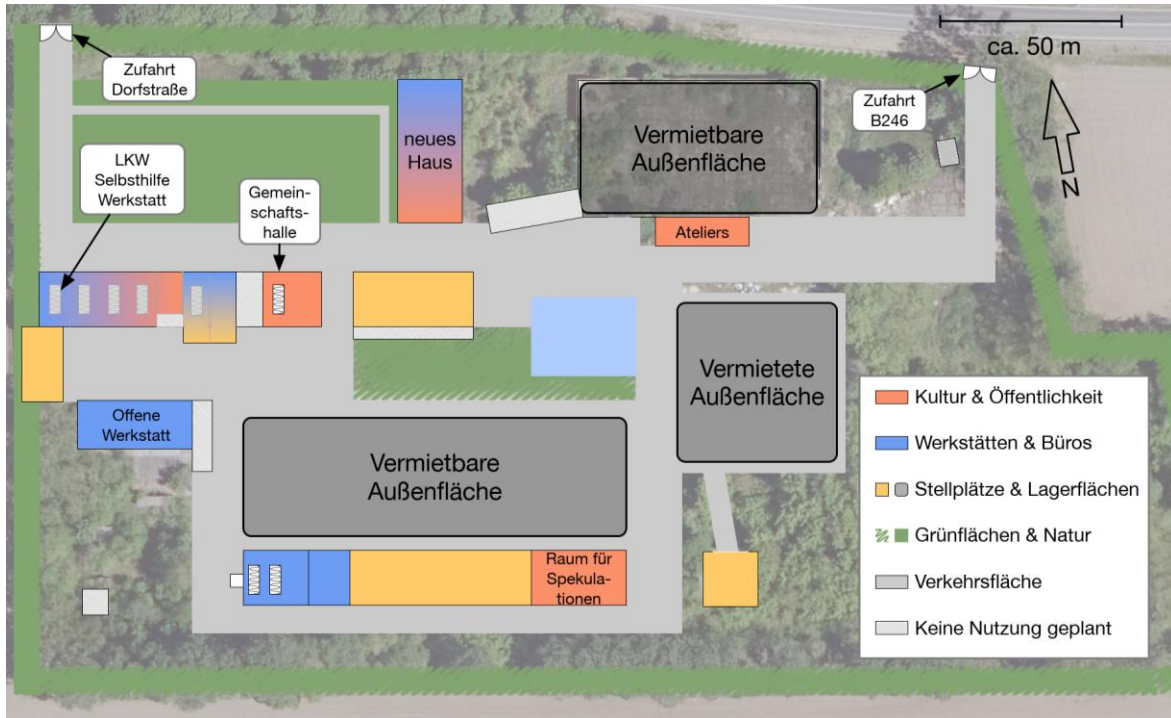 Zufahrt
Dorfstraße
ca. 50 m
Zufahrt
B246
N
neues
Haus
Vermietbare
Außenfläche
LKW
Selbsthilfe
Werkstatt
Gemein-
schafts-
halle
Ateliers
Vermietete
Außenfläche
Offene
Werkstatt
Vermietbare
Außenfläche
Raum für
Spekula-
tionen
Kultur & Öffentlichkeit
Werkstätten & Büros
Stellplätze & Lagerflächen
Grünflächen & Natur
Verkehrsfläche
Keine Nutzung geplant